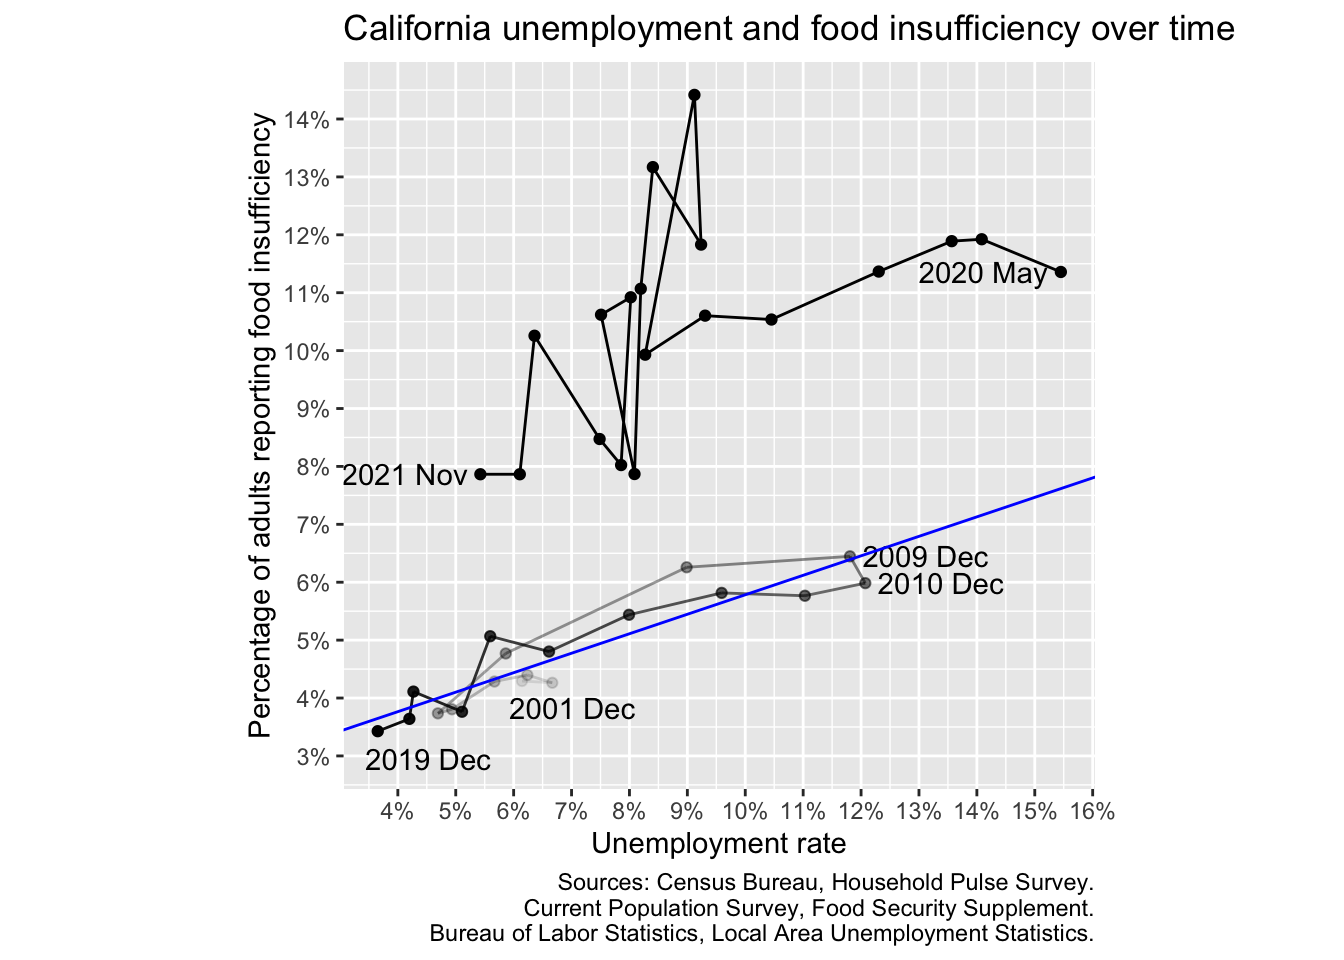 California unemployment and food insufficiency over time
Percentage of adults reporting food insufficiency
14%
13%
12%
11%
10%
9%
8%
7%
6%
5%
4%
3%
2020 May
2021 Nov
2009 Dec
2010 Dec
2001 Dec
2019 Dec
4% 5% 6% 7% 8% 9% 10% 11% 12% 13% 14% 15% 16%
Unemployment rate
Sources: Census Bureau, Household Pulse Survey.
Current Population Survey, Food Security Supplement.
Bureau of Labor Statistics, Local Area Unemployment Statistics.